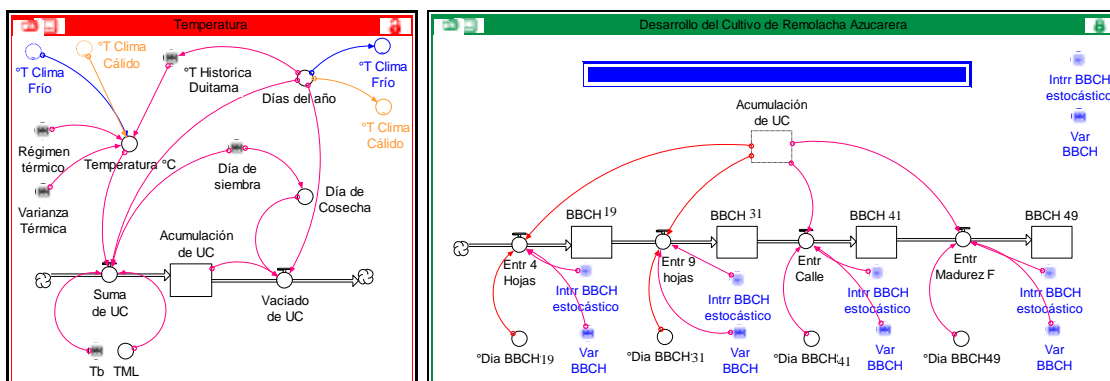 Temperatura
°T Clima
Cálido
°T Clima
Frío
°T Historica
Duitama
Días del año
°T Clima
Frío
°T Clima
Cálido
Régimen
térmico
Temperatura °C
Varianza
Térmica
Día de
siembra
Día de
Cosecha
Acumulación
de UC
Suma
de UC
Vaciado
de UC
Tb
TML
Desarrollo del Cultivo de Remolacha Azucarera
Intrr BBCH
estocástico
Var
BBCH
Acumulación
de UC
BBCH 19
BBCH 31
BBCH 41
BBCH 49
Entr 4
Hojas
Entr 9
hojas
Entr
Calle
Entr
Madurez F
Intrr BBCH
estocástico
Intrr BBCH
estocástico
Intrr BBCH
estocástico
Intrr BBCH
estocástico
°Dia BBCH19
Var
BBCH
°Dia BBCH31
Var
BBCH
°Dia BBCH41
Var
BBCH
°Dia BBCH49
Var
BBCH